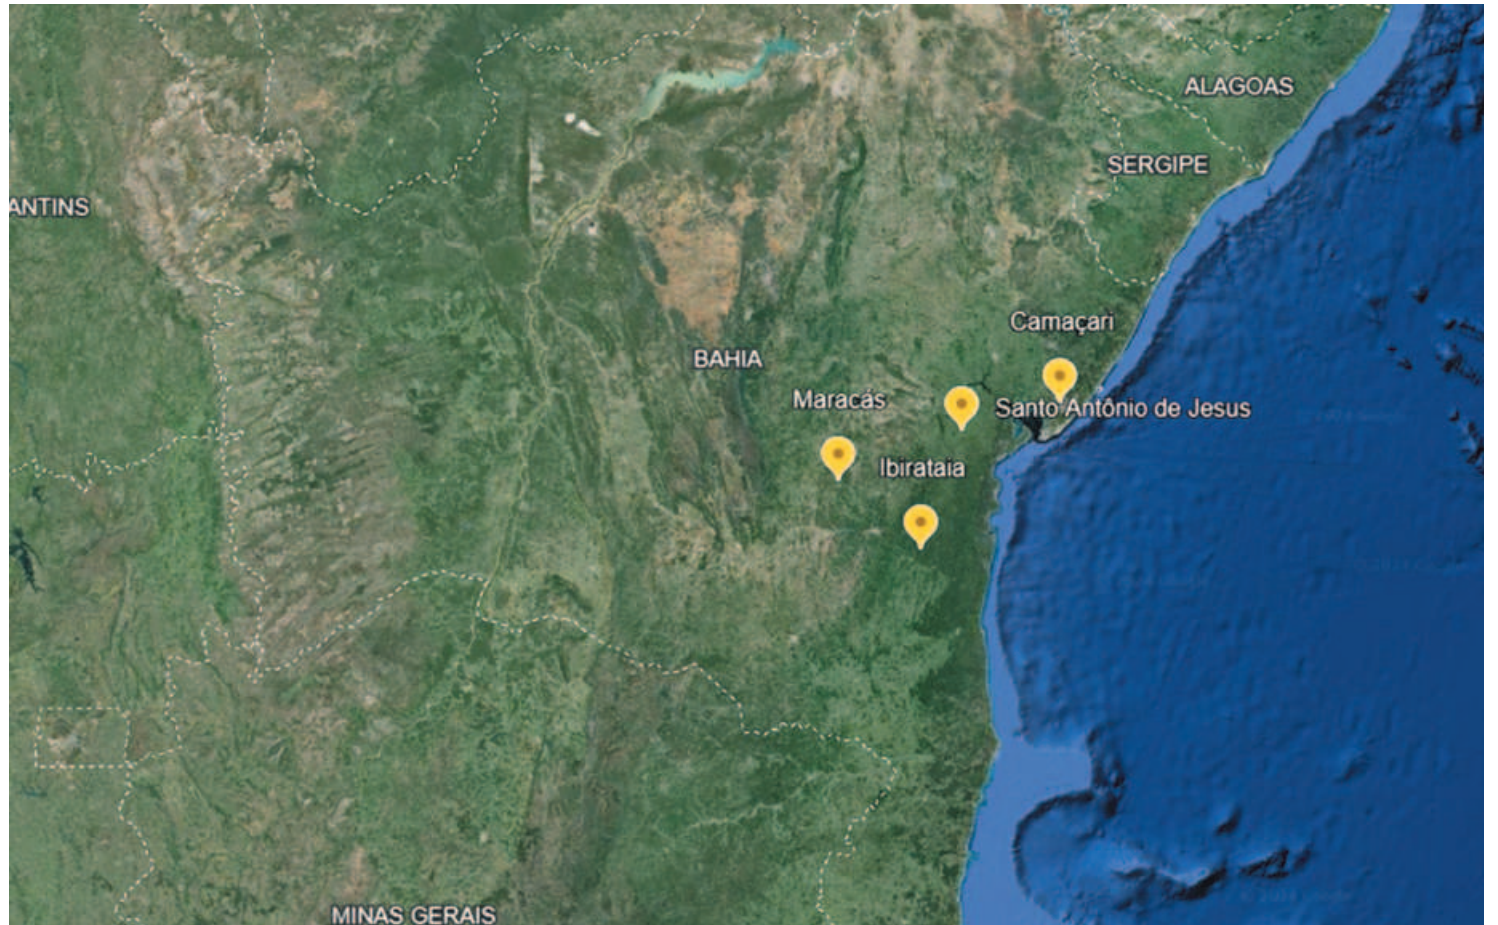 ALAGOAS
SERGIPE
ANTINS
Camaçari
BAHIA
Maracás
Santo Antônio de Jesus
Ibirataia
MINAS GERAIS